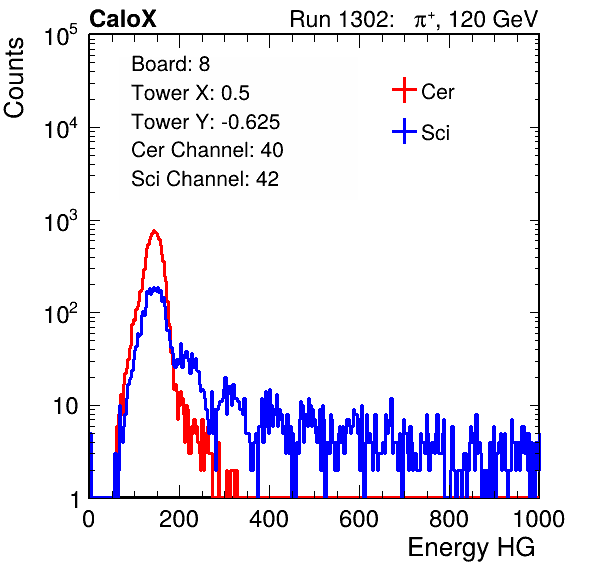 CaloX Run 1302: π⁺, 120 GeV
Counts
10⁵
10⁴
10³
10²
10
1
Board: 8
Tower X: 0.5
Tower Y: -0.625
Cer Channel: 40
Sci Channel: 42
Cer
Sci
0 200 400 600 800 1000
Energy HG